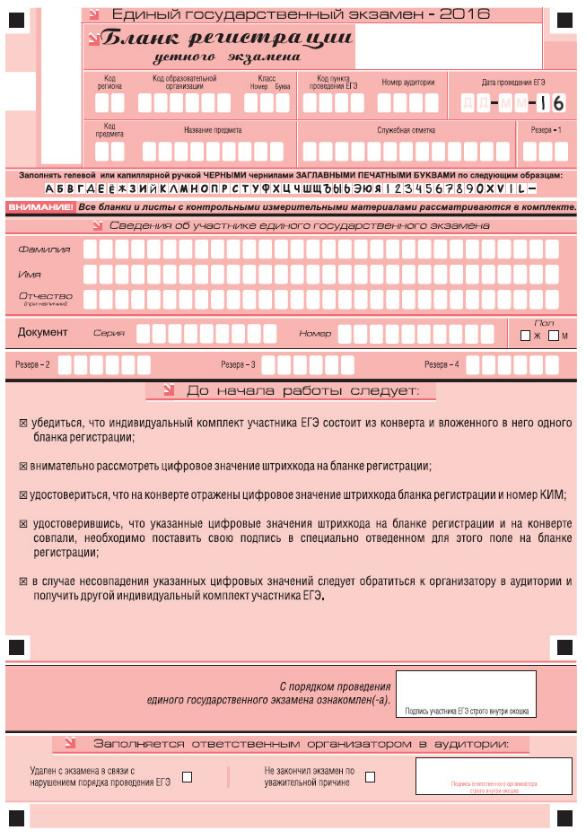 Единый государственный экзамен - 2016
Бланк регистрации
устного экзамена
Код региона
Код образовательной организации
Класс
Номер Буква
Код пункта проведения ЕГЭ
Номер аудитории
Дата проведения ЕГЭ
ДД-ММ-16
Код предмета
Название предмета
Служебная отметка
Резерв - 1
Заполнять гелевой или капиллярной ручкой ЧЕРНЫМИ чернилами ЗАГЛАВНЫМИ ПЕЧАТНЫМИ БУКВАМИ по следующим образцам:
АБВГДЕЁЖЗИЙКЛМНОПРСТУФХЦЧШЩЪЫЬЭЮЯ1234567890XVIL-
ВНИМАНИЕ! Все бланки и листы с контрольными измерительными материалами рассматриваются в комплекте.
Сведения об участнике единого государственного экзамена
Фамилия
Имя
Отчество
(при наличии)
Документ Серия Номер
Пол
Ж М
Резерв - 2 Резерв - 3 Резерв - 4
До начала работы следует:
☒ убедиться, что индивидуальный комплект участника ЕГЭ состоит из конверта и вложенного в него одного
бланка регистрации;
☒ внимательно рассмотреть цифровое значение штрихкода на бланке регистрации;
☒ удостовериться, что на конверте отражены цифровое значение штрихкода бланка регистрации и номер КИМ;
☒ удостоверившись, что указанные цифровые значения штрихкода на бланке регистрации и на конверте
совпали, необходимо поставить свою подпись в специально отведенном для этого поле на бланке
регистрации;
☒ в случае несовпадения указанных цифровых значений следует обратиться к организатору в аудитории и
получить другой индивидуальный комплект участника ЕГЭ.
С порядком проведения
единого государственного экзамена ознакомлен(-а).
Подпись участника ЕГЭ строго внутри окошка
Заполняется ответственным организатором в аудитории:
Удален с экзамена в связи с
нарушением порядка проведения ЕГЭ
Не закончил экзамен по
уважительной причине
Подпись ответственного организатора
строго внутри окошка